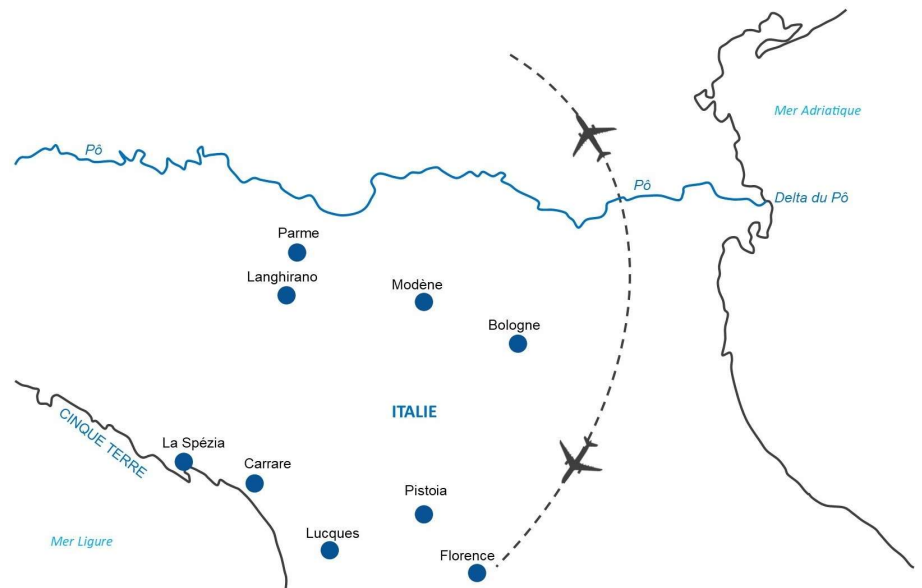 Mer Adriatique
Pô
Pô
Delta du Pô
Parme
Langhirano
Modène
Bologne
ITALIE
CINQUE TERRE
La Spézia
Carrare
Pistoia
Mer Ligure
Lucques
Florence